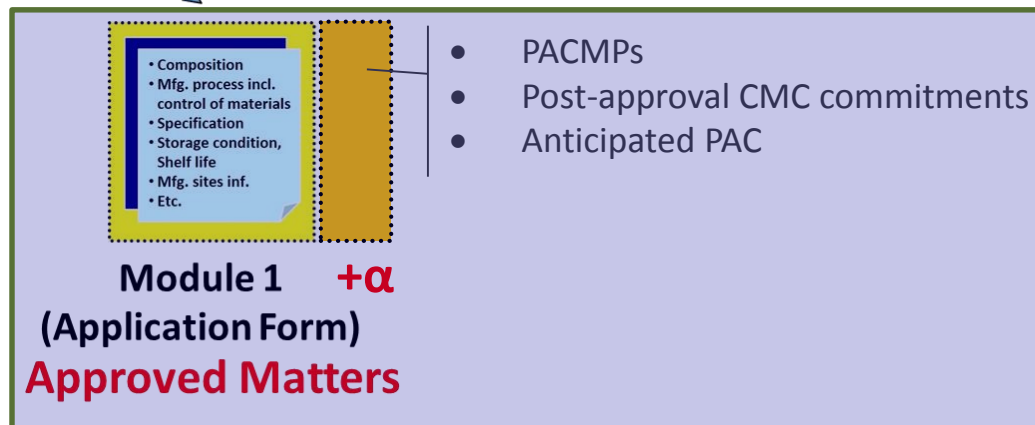 • Composition
• Mfg. process incl.
control of materials
• Specification
• Storage condition,
Shelf life
• Mfg. sites inf.
• Etc.
• PACMPs
• Post-approval CMC commitments
• Anticipated PAC
Module 1 +α
(Application Form)
Approved Matters